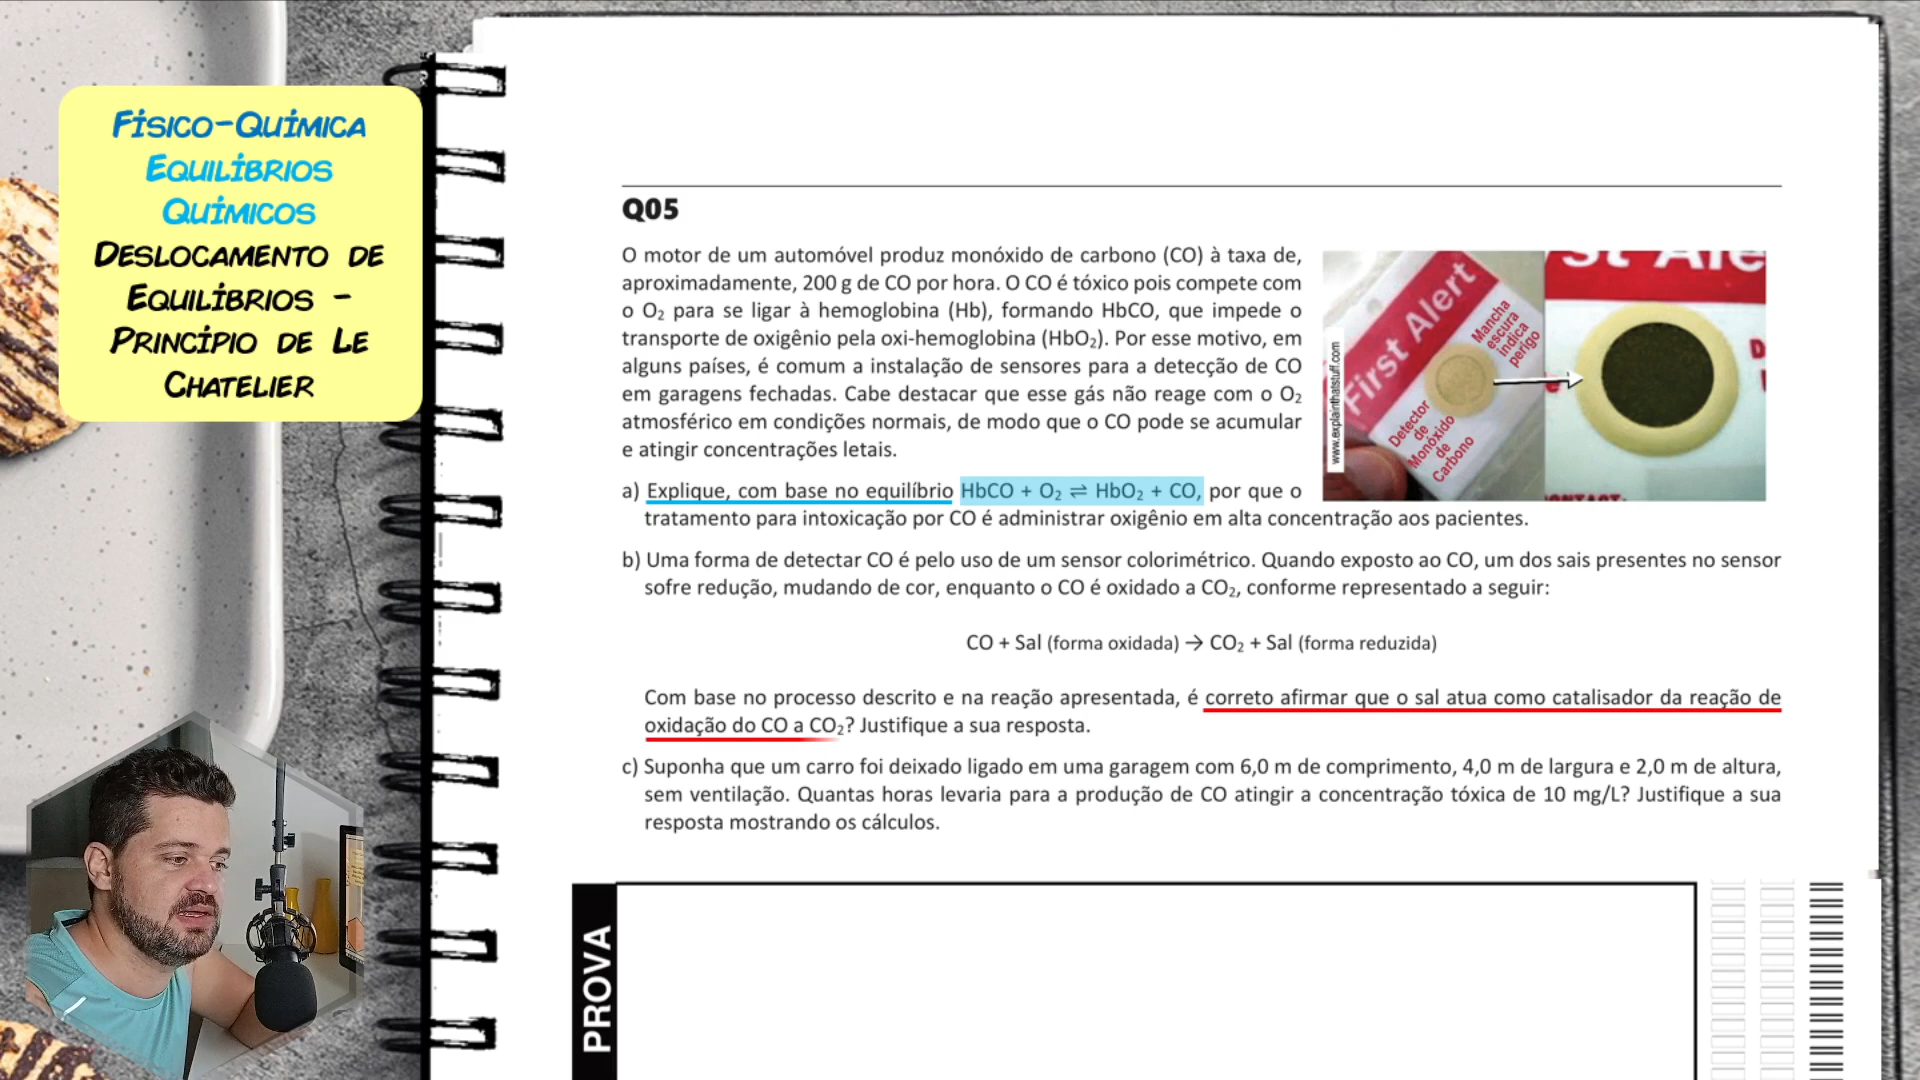 Físico-Química
Equilíbrios
Químicos
Deslocamento de
Equilíbrios -
Princípio de Le
Chatelier
Q05
O motor de um automóvel produz monóxido de carbono (CO) à taxa de,
aproximadamente, 200 g de CO por hora. O CO é tóxico pois compete com
o O₂ para se ligar à hemoglobina (Hb), formando HbCO, que impede o
transporte de oxigênio pela oxi-hemoglobina (HbO₂). Por esse motivo, em
alguns países, é comum a instalação de sensores para a detecção de CO
em garagens fechadas. Cabe destacar que esse gás não reage com o O₂
atmosférico em condições normais, de modo que o CO pode se acumular
e atingir concentrações letais.
www.explainthatstuff.com
First Alert
Mancha
escura
indica
perigo
Detector
de
Monóxido
de
Carbono
St Ale
a) Explique, com base no equilíbrio HbCO + O₂ ⇌ HbO₂ + CO, por que o
tratamento para intoxicação por CO é administrar oxigênio em alta concentração aos pacientes.
b) Uma forma de detectar CO é pelo uso de um sensor colorimétrico. Quando exposto ao CO, um dos sais presentes no sensor
sofre redução, mudando de cor, enquanto o CO é oxidado a CO₂, conforme representado a seguir:
CO + Sal (forma oxidada) → CO₂ + Sal (forma reduzida)
Com base no processo descrito e na reação apresentada, é correto afirmar que o sal atua como catalisador da reação de
oxidação do CO a CO₂? Justifique a sua resposta.
c) Suponha que um carro foi deixado ligado em uma garagem com 6,0 m de comprimento, 4,0 m de largura e 2,0 m de altura,
sem ventilação. Quantas horas levaria para a produção de CO atingir a concentração tóxica de 10 mg/L? Justifique a sua
resposta mostrando os cálculos.
PROVA